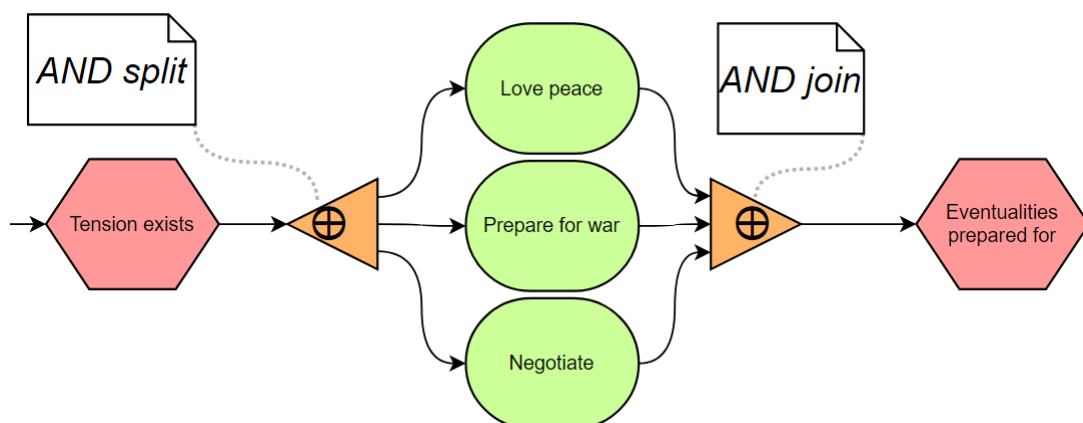 AND split
AND join
Love peace
Tension exists
Prepare for war
Eventualities
prepared for
Negotiate